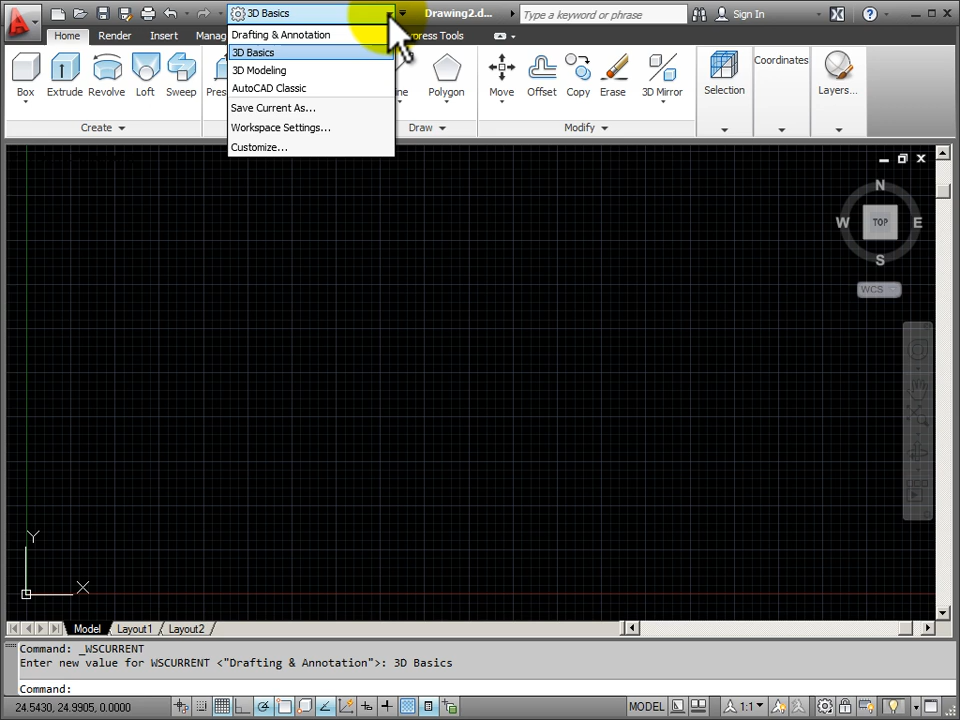 3D Basics
Drawing2.d...
Type a keyword or phrase
Sign In
Home
Render
Insert
Manag
press Tools
Drafting & Annotation
3D Basics
3D Modeling
AutoCAD Classic
Save Current As...
Workspace Settings...
Customize...
Box
Extrude
Revolve
Loft
Sweep
Pres
ne
Polygon
Move
Offset
Copy
Erase
3D Mirror
Selection
Coordinates
Layers...
Create
Draw
Modify
N
W
TOP
E
S
WCS
Y
X
Model
Layout1
Layout2
Command: _WSCURRENT
Enter new value for WSCURRENT <"Drafting & Annotation">: 3D Basics
Command:
24.5430, 24.9905, 0.0000
MODEL
1:1